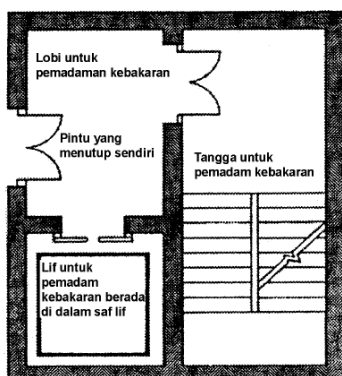 Lobi untuk
pemadaman kebakaran
Pintu yang
menutup sendiri
Tangga untuk
pemadam kebakaran
Lif untuk
pemadam
kebakaran berada
di dalam saf lif